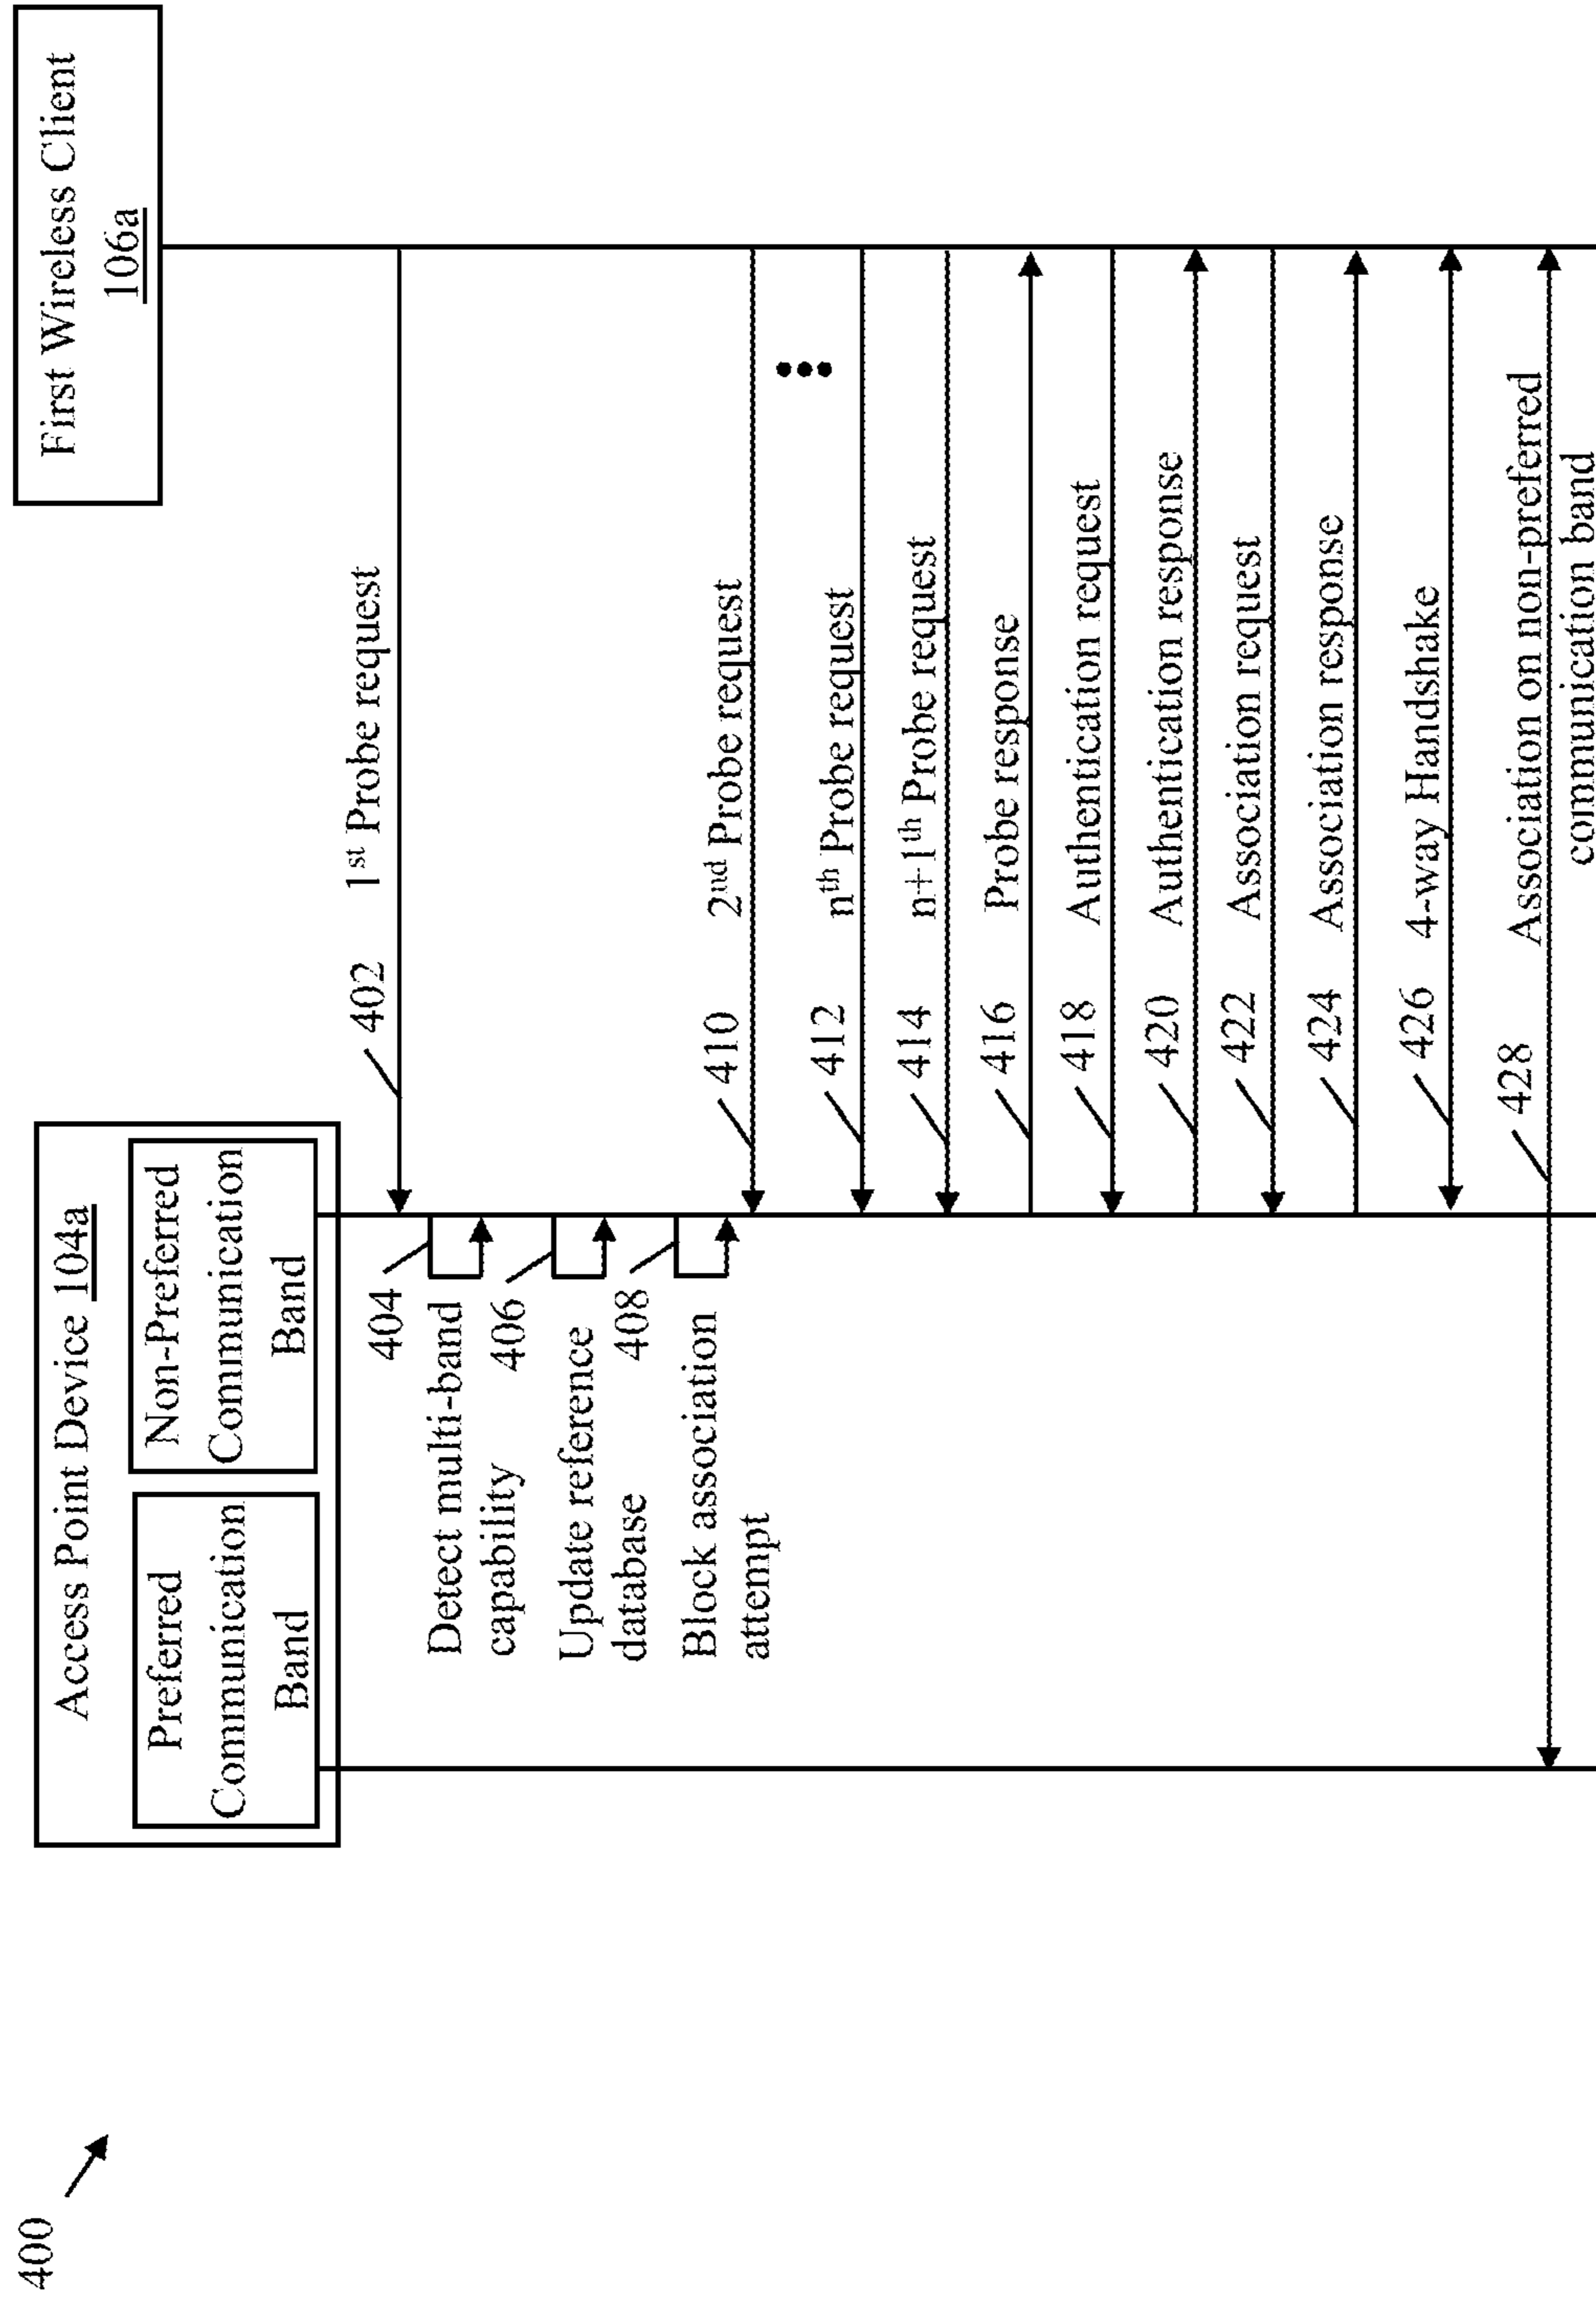 400
Access Point Device 104a
Preferred
Communication
Band
Non-Preferred
Communication
Band
First Wireless Client
106a
402
1st Probe request
404
Detect multi-band
capability
406
Update reference
database
408
Block association
attempt
410
2nd Probe request
412
nth Probe request
414
n+1th Probe request
416
Probe response
418
Authentication request
420
Authentication response
422
Association request
424
Association response
426
4-way Handshake
428
Association on non-preferred
communication band